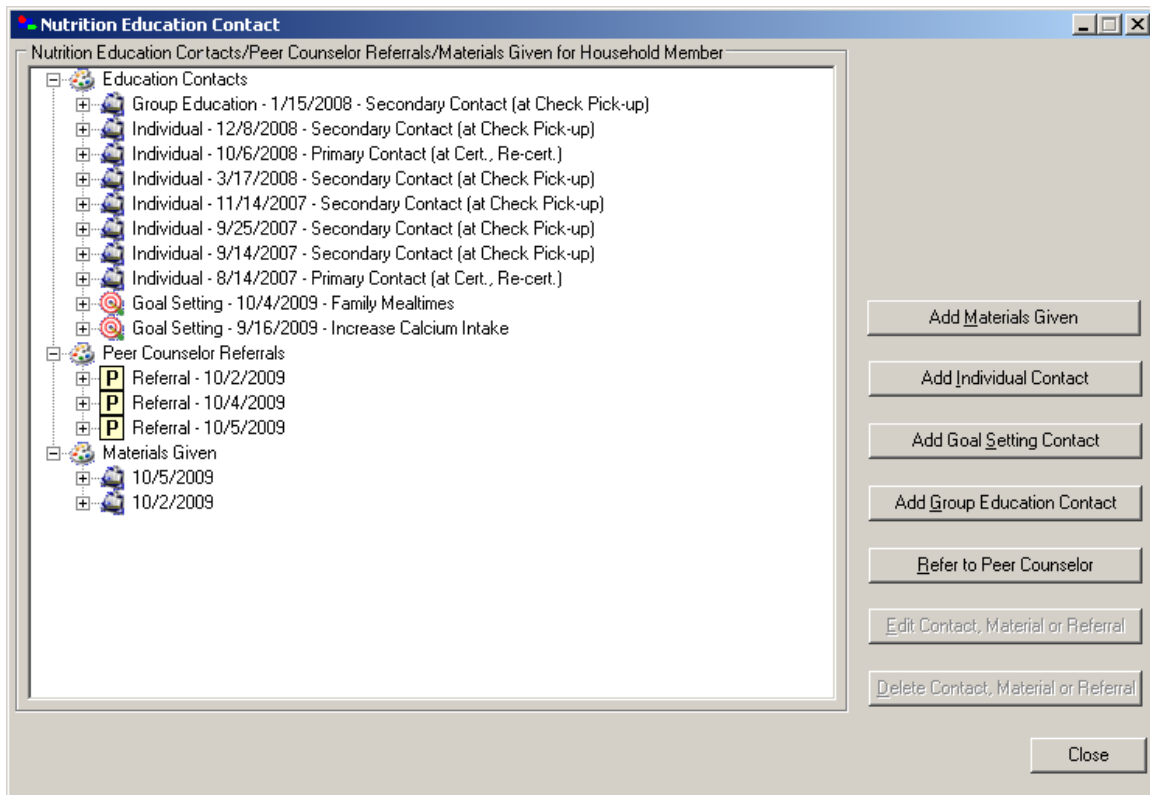 Nutrition Education Contact
Nutrition Education Contacts/Peer Counselor Referrals/Materials Given for Household Member
Education Contacts
Group Education - 1/15/2008 - Secondary Contact (at Check Pick-up)
Individual - 12/8/2008 - Secondary Contact (at Check Pick-up)
Individual - 10/6/2008 - Primary Contact (at Cert., Re-cert.)
Individual - 3/17/2008 - Secondary Contact (at Check Pick-up)
Individual - 11/14/2007 - Secondary Contact (at Check Pick-up)
Individual - 9/25/2007 - Secondary Contact (at Check Pick-up)
Individual - 9/14/2007 - Secondary Contact (at Check Pick-up)
Individual - 8/14/2007 - Primary Contact (at Cert., Re-cert.)
Goal Setting - 10/4/2009 - Family Mealtimes
Goal Setting - 9/16/2009 - Increase Calcium Intake
Peer Counselor Referrals
P Referral - 10/2/2009
P Referral - 10/4/2009
P Referral - 10/5/2009
Materials Given
10/5/2009
10/2/2009
Add Materials Given
Add Individual Contact
Add Goal Setting Contact
Add Group Education Contact
Refer to Peer Counselor
Edit Contact, Material or Referral
Delete Contact, Material or Referral
Close